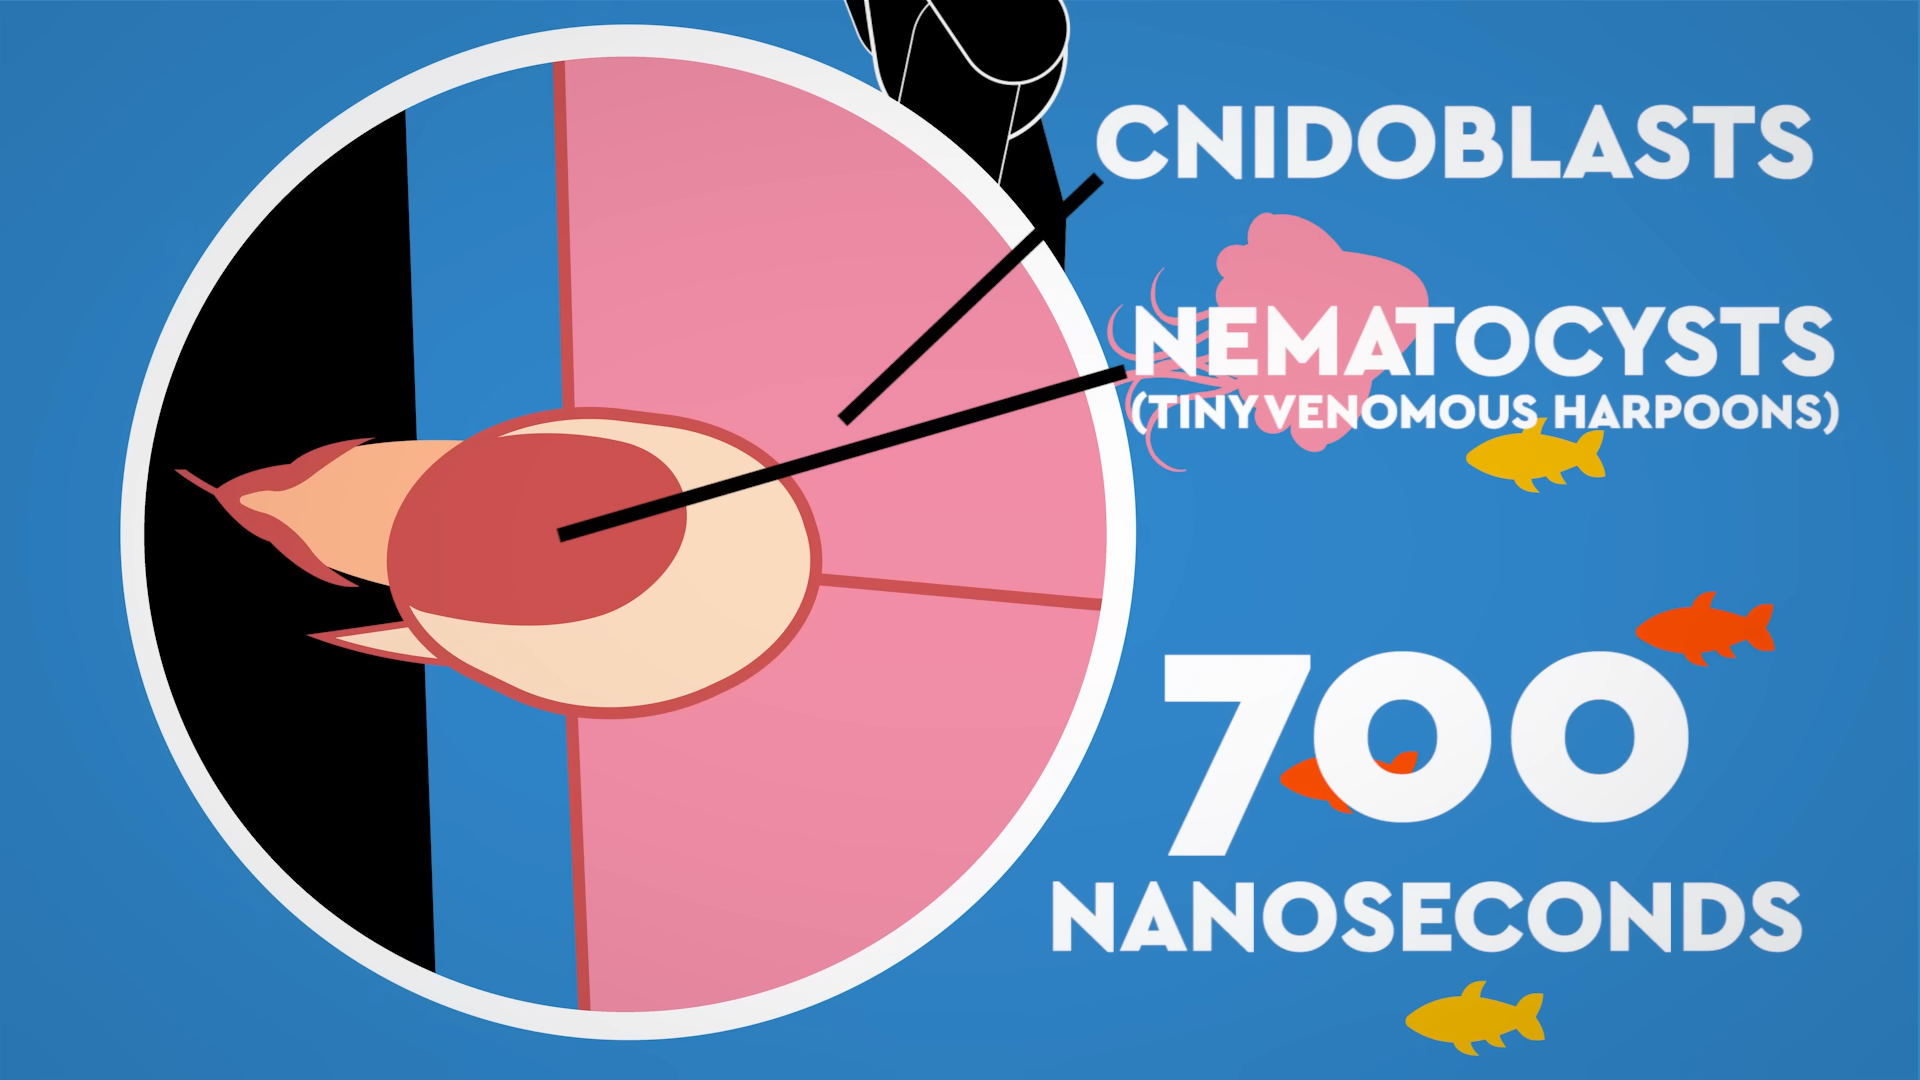 CNIDOBLASTS
NEMATOCYSTS
(TINY VENOMOUS HARPOONS)
700
NANOSECONDS